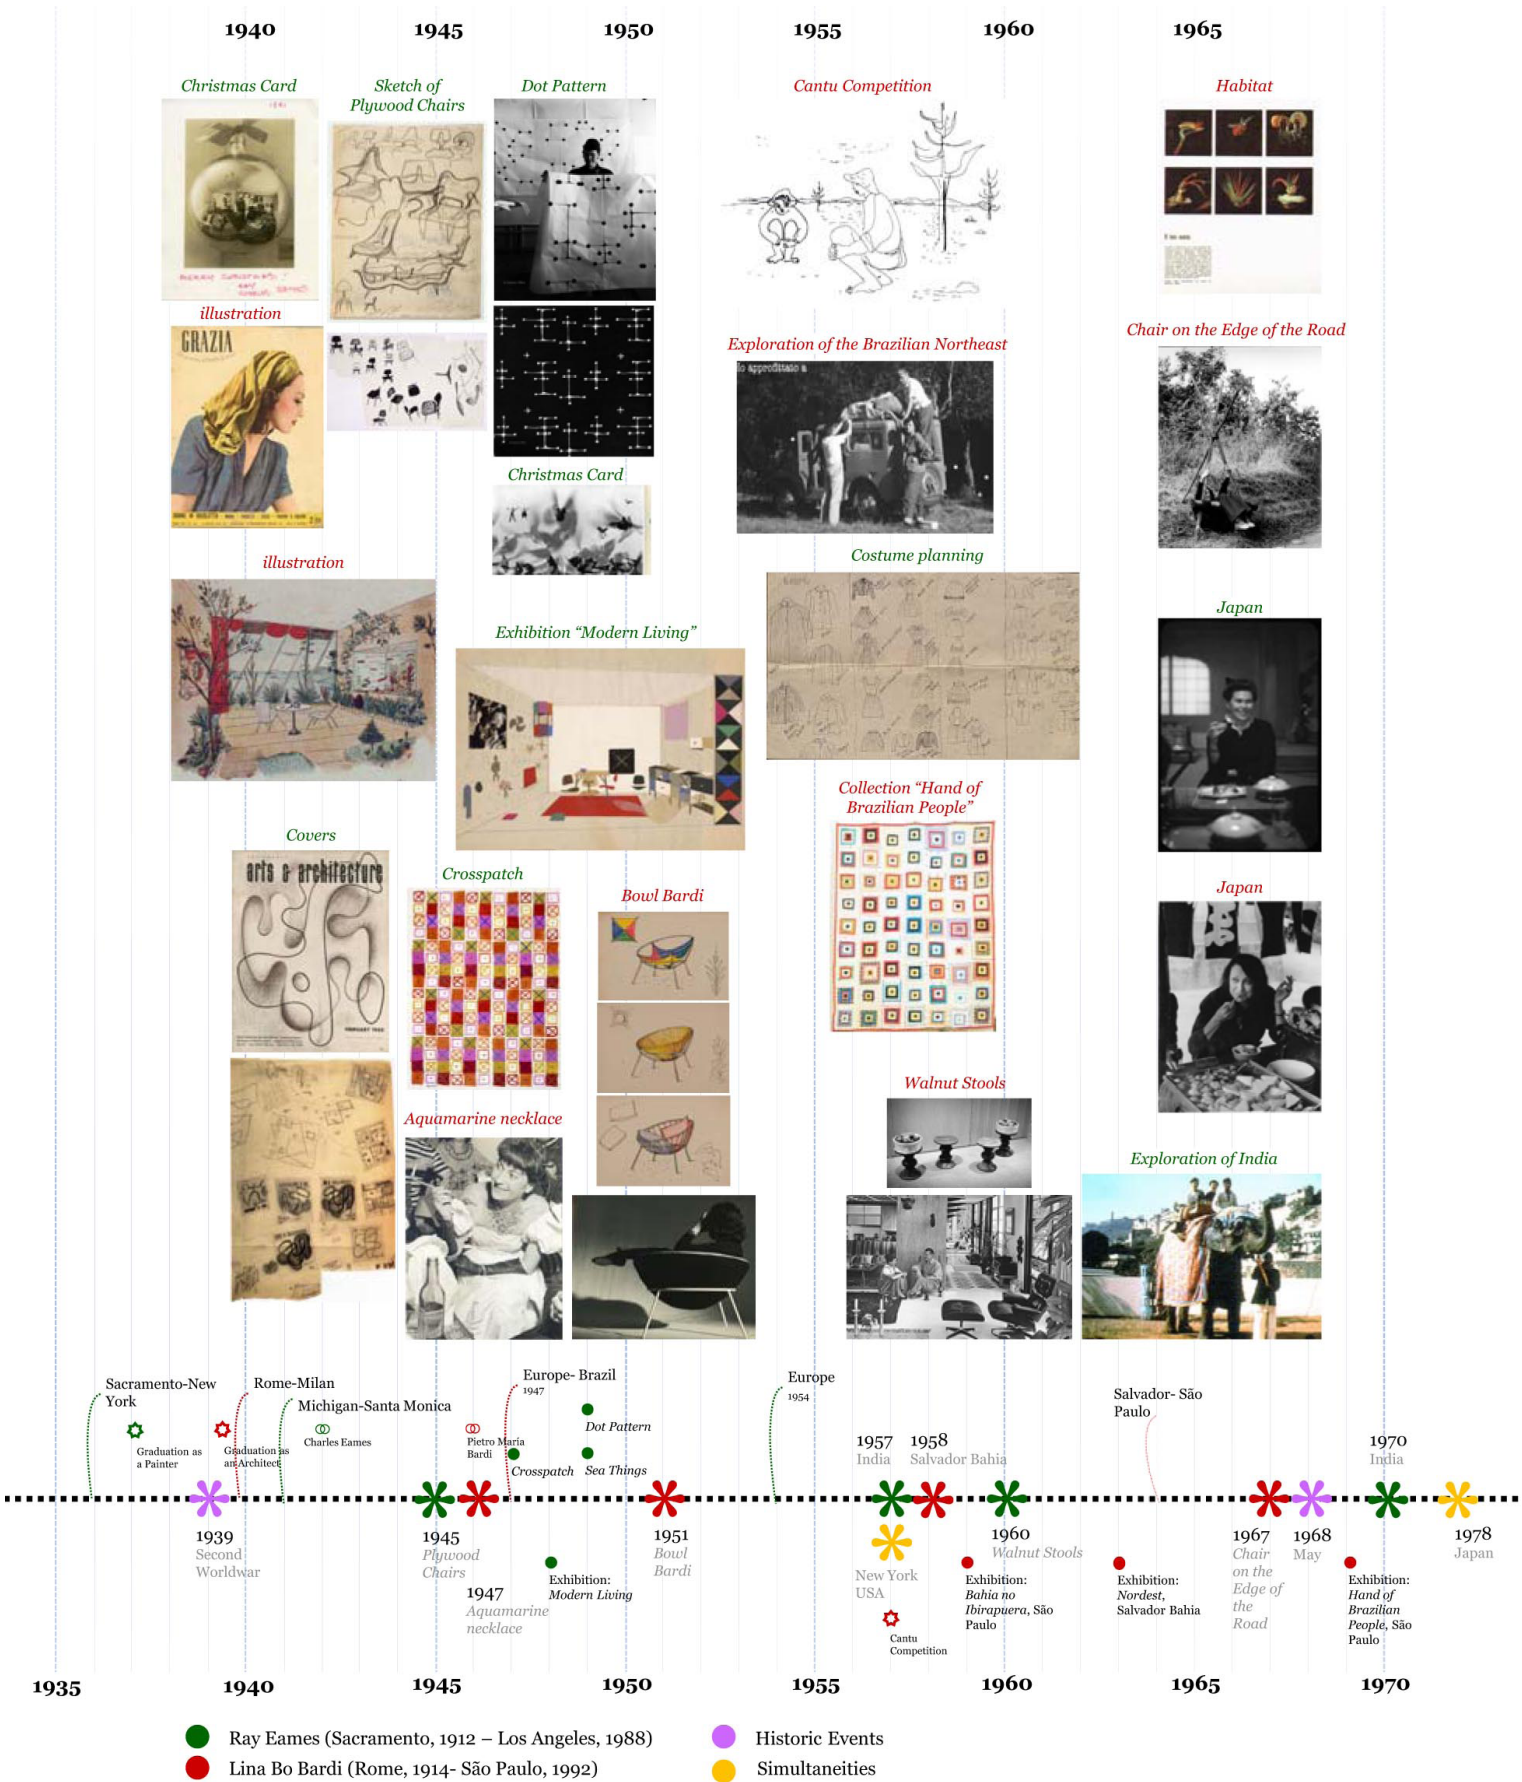 1940 1945 1950 1955 1960 1965
Christmas Card
Sketch of
Plywood Chairs
Dot Pattern
Cantu Competition
Habitat
illustration
GRAZIA
Exploration of the Brazilian Northeast
lo approfittato a
Chair on the Edge of the Road
Christmas Card
illustration
Costume planning
Japan
Exhibition “Modern Living”
Collection “Hand of
Brazilian People”
Covers
arts & architecture
Crosspatch
Bowl Bardi
Japan
Aquamarine necklace
Walnut Stools
Exploration of India
Sacramento-New
York
Rome-Milan
Michigan-Santa Monica
Europe- Brazil
1947
Europe
1954
Salvador- São
Paulo
Graduation as
a Painter
Graduation as
an Architect
Charles Eames
Pietro Maria
Bardi
Crosspatch
Dot Pattern
Sea Things
1957
India
1958
Salvador Bahia
1970
India
1939
Second
Worldwar
1945
Plywood
Chairs
1947
Aquamarine
necklace
Exhibition:
Modern Living
1951
Bowl
Bardi
New York
USA
Cantu
Competition
1960
Walnut Stools
Exhibition:
Bahia no
Ibirapuera, São
Paulo
Exhibition:
Nordest,
Salvador Bahia
1967
Chair
on the
Edge of
the
Road
1968
May
Exhibition:
Hand of
Brazilian
People, São
Paulo
1978
Japan
1935 1940 1945 1950 1955 1960 1965 1970
Ray Eames (Sacramento, 1912 – Los Angeles, 1988)
Lina Bo Bardi (Rome, 1914- São Paulo, 1992)
Historic Events
Simultaneities